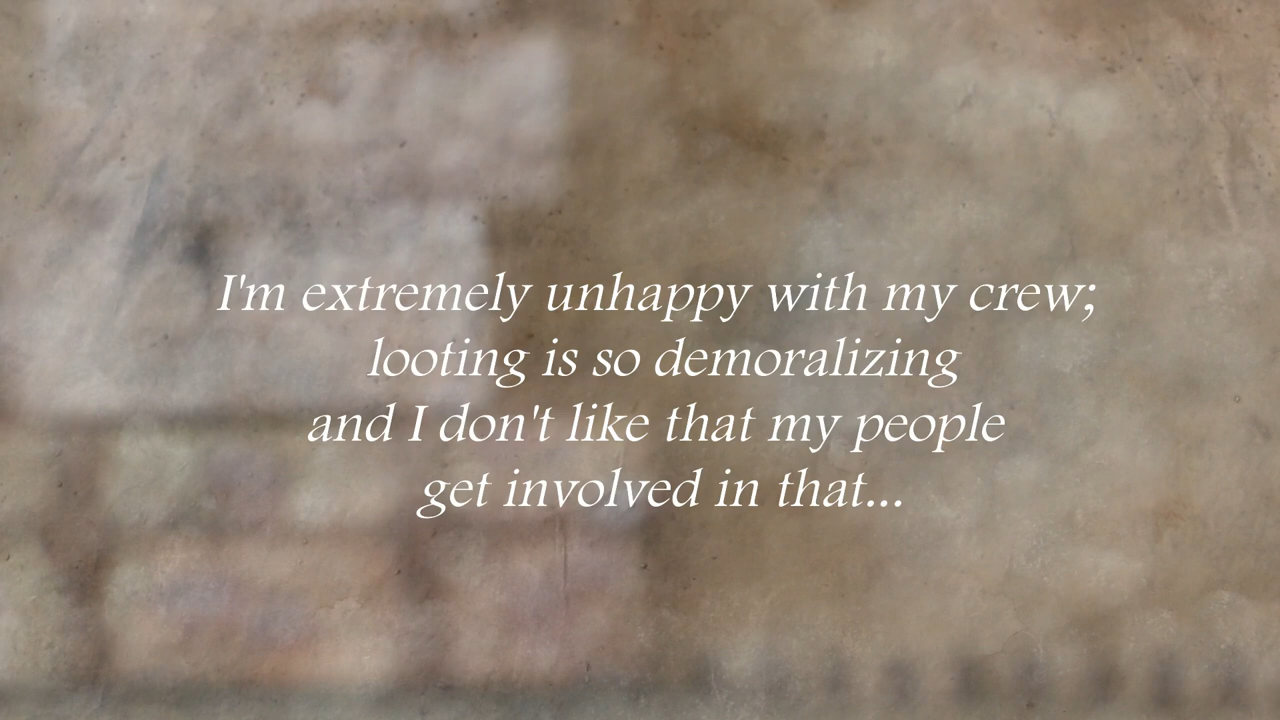 I'm extremely unhappy with my crew;
looting is so demoralizing
and I don't like that my people
get involved in that...